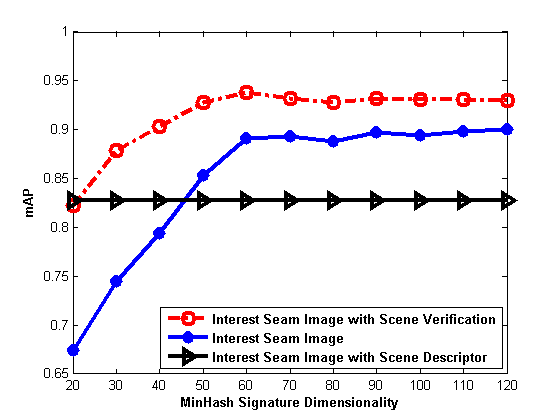 1
0.95
0.9
0.85
0.8
0.75
0.7
0.65
mAP
Interest Seam Image with Scene Verification
Interest Seam Image
Interest Seam Image with Scene Descriptor
20 30 40 50 60 70 80 90 100 110 120
MinHash Signature Dimensionality